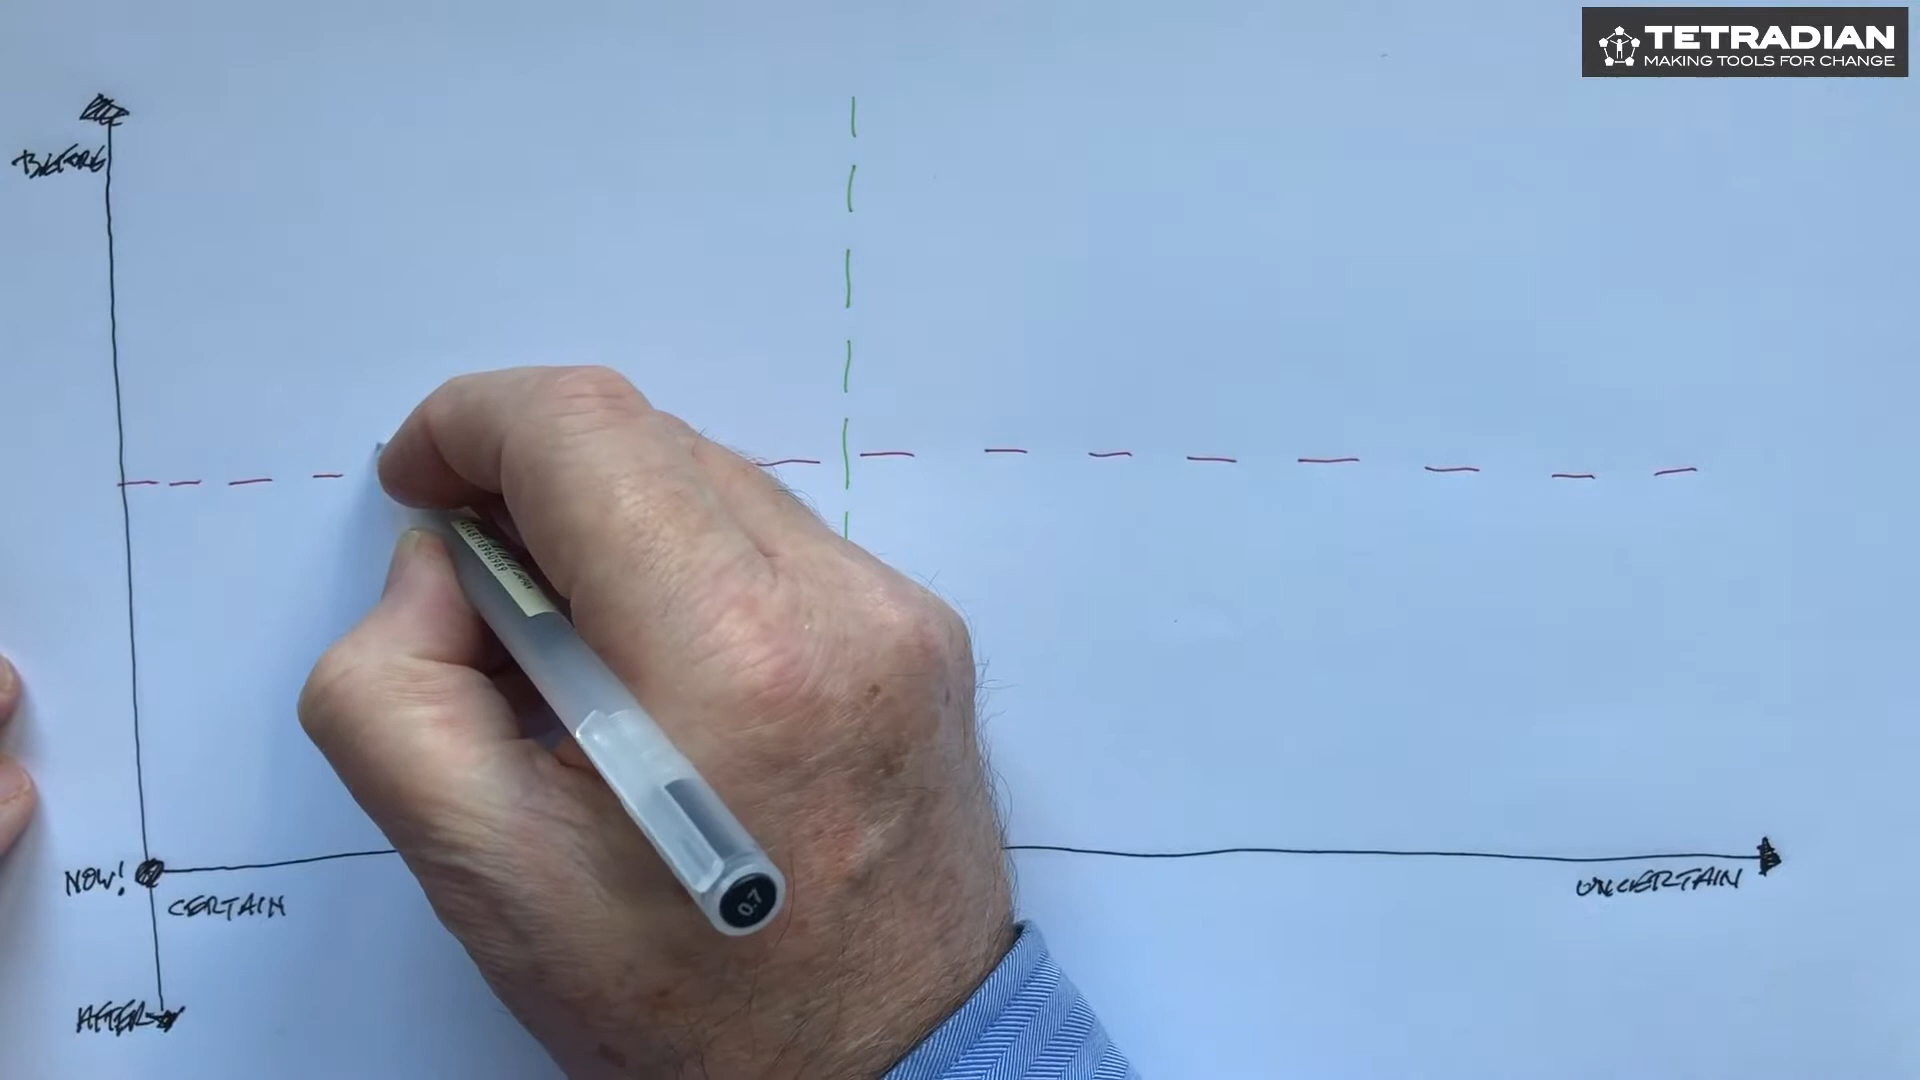 TETRADIAN
MAKING TOOLS FOR CHANGE
BEFORE
NOW!
CERTAIN
UNCERTAIN
AFTER
0.7